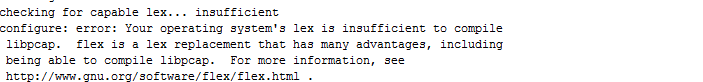 checking for capable lex... insufficient
configure: error: Your operating system's lex is insufficient to compile
 libpcap.  flex is a lex replacement that has many advantages, including
 being able to compile libpcap.  For more information, see
 http://www.gnu.org/software/flex/flex.html .